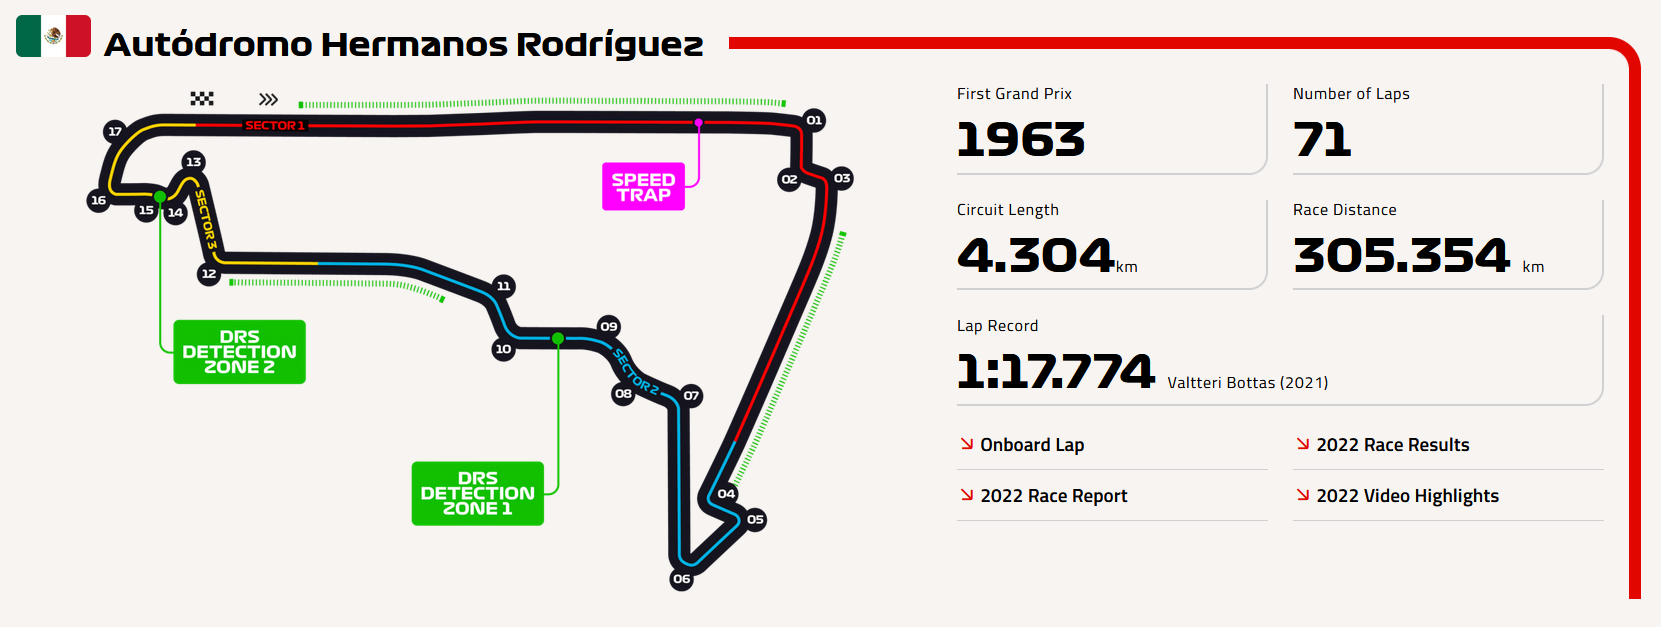 Autódromo Hermanos Rodríguez
SECTOR 1
17
01
13
SPEED
TRAP
02
03
16
15
14
SECTOR 3
12
11
DRS
DETECTION
ZONE 2
10
09
SECTOR 2
08
07
DRS
DETECTION
ZONE 1
04
05
06
First Grand Prix
1963
Number of Laps
71
Circuit Length
4.304km
Race Distance
305.354 km
Lap Record
1:17.774 Valtteri Bottas (2021)
Onboard Lap
2022 Race Results
2022 Race Report
2022 Video Highlights